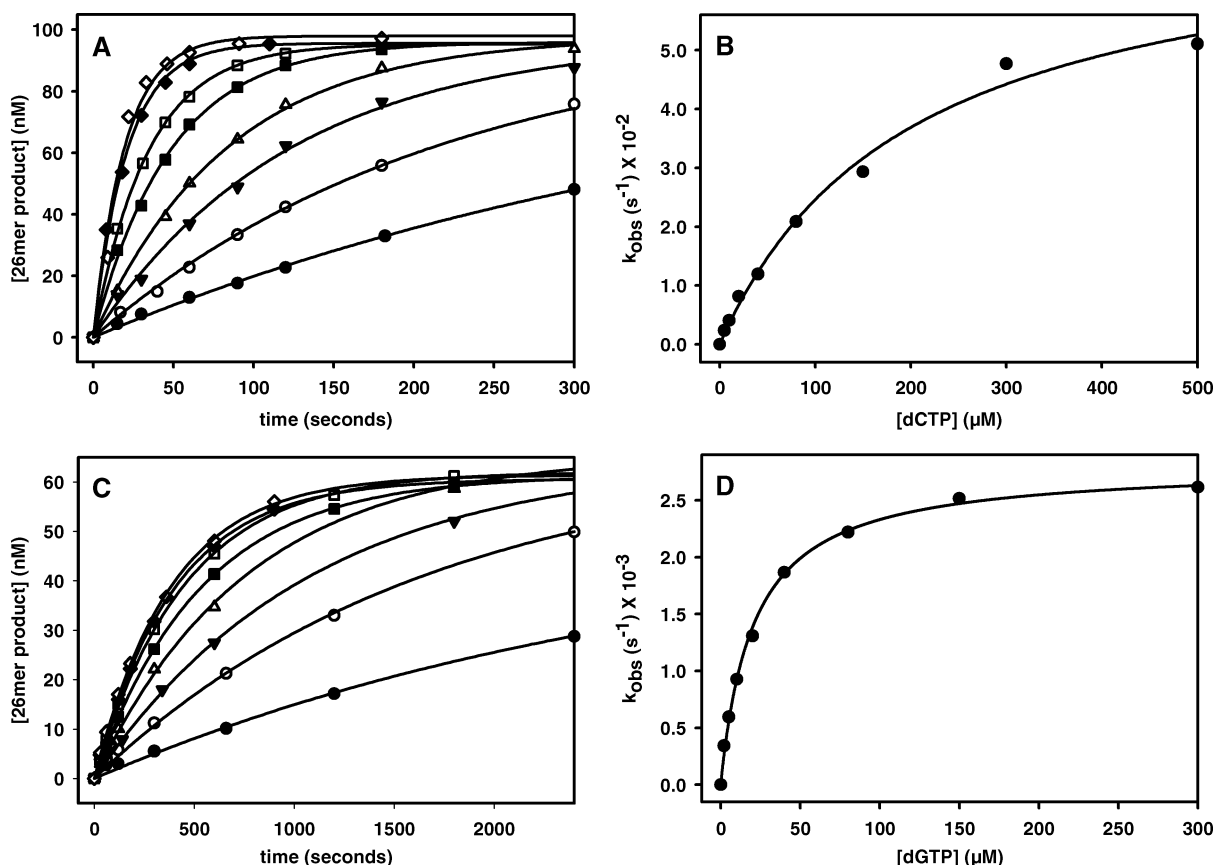 A
[26mer product] (nM)
100
80
60
40
20
0
0 50 100 150 200 250 300
time (seconds)
B
k_obs (s^-1) X 10^-2
5.0
4.0
3.0
2.0
1.0
0.0
0 100 200 300 400 500
[dCTP] (µM)
C
[26mer product] (nM)
60
50
40
30
20
10
0
0 500 1000 1500 2000
time (seconds)
D
k_obs (s^-1) X 10^-3
2.5
2.0
1.5
1.0
0.5
0.0
0 50 100 150 200 250 300
[dGTP] (µM)